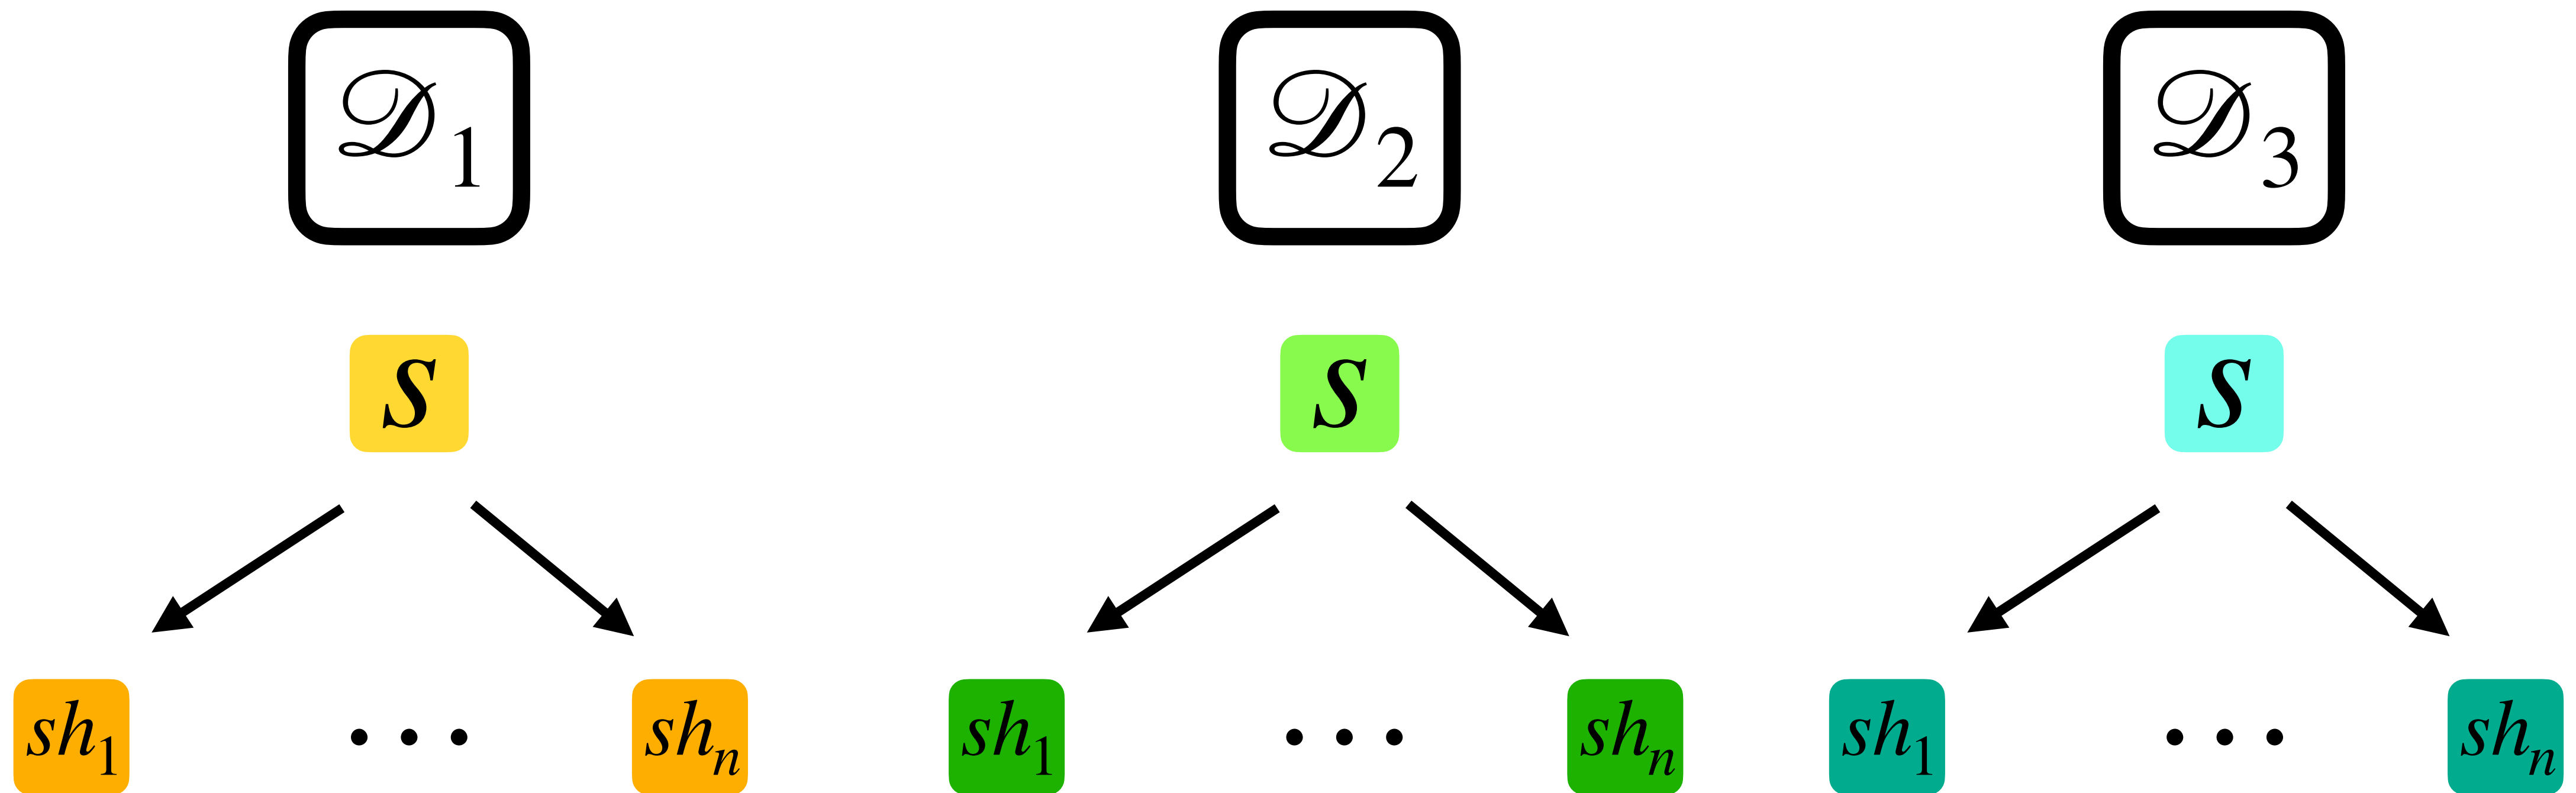 𝒟₁ 𝒟₂ 𝒟₃
s s s
sh₁ ... shₙ sh₁ ... shₙ sh₁ ... shₙ